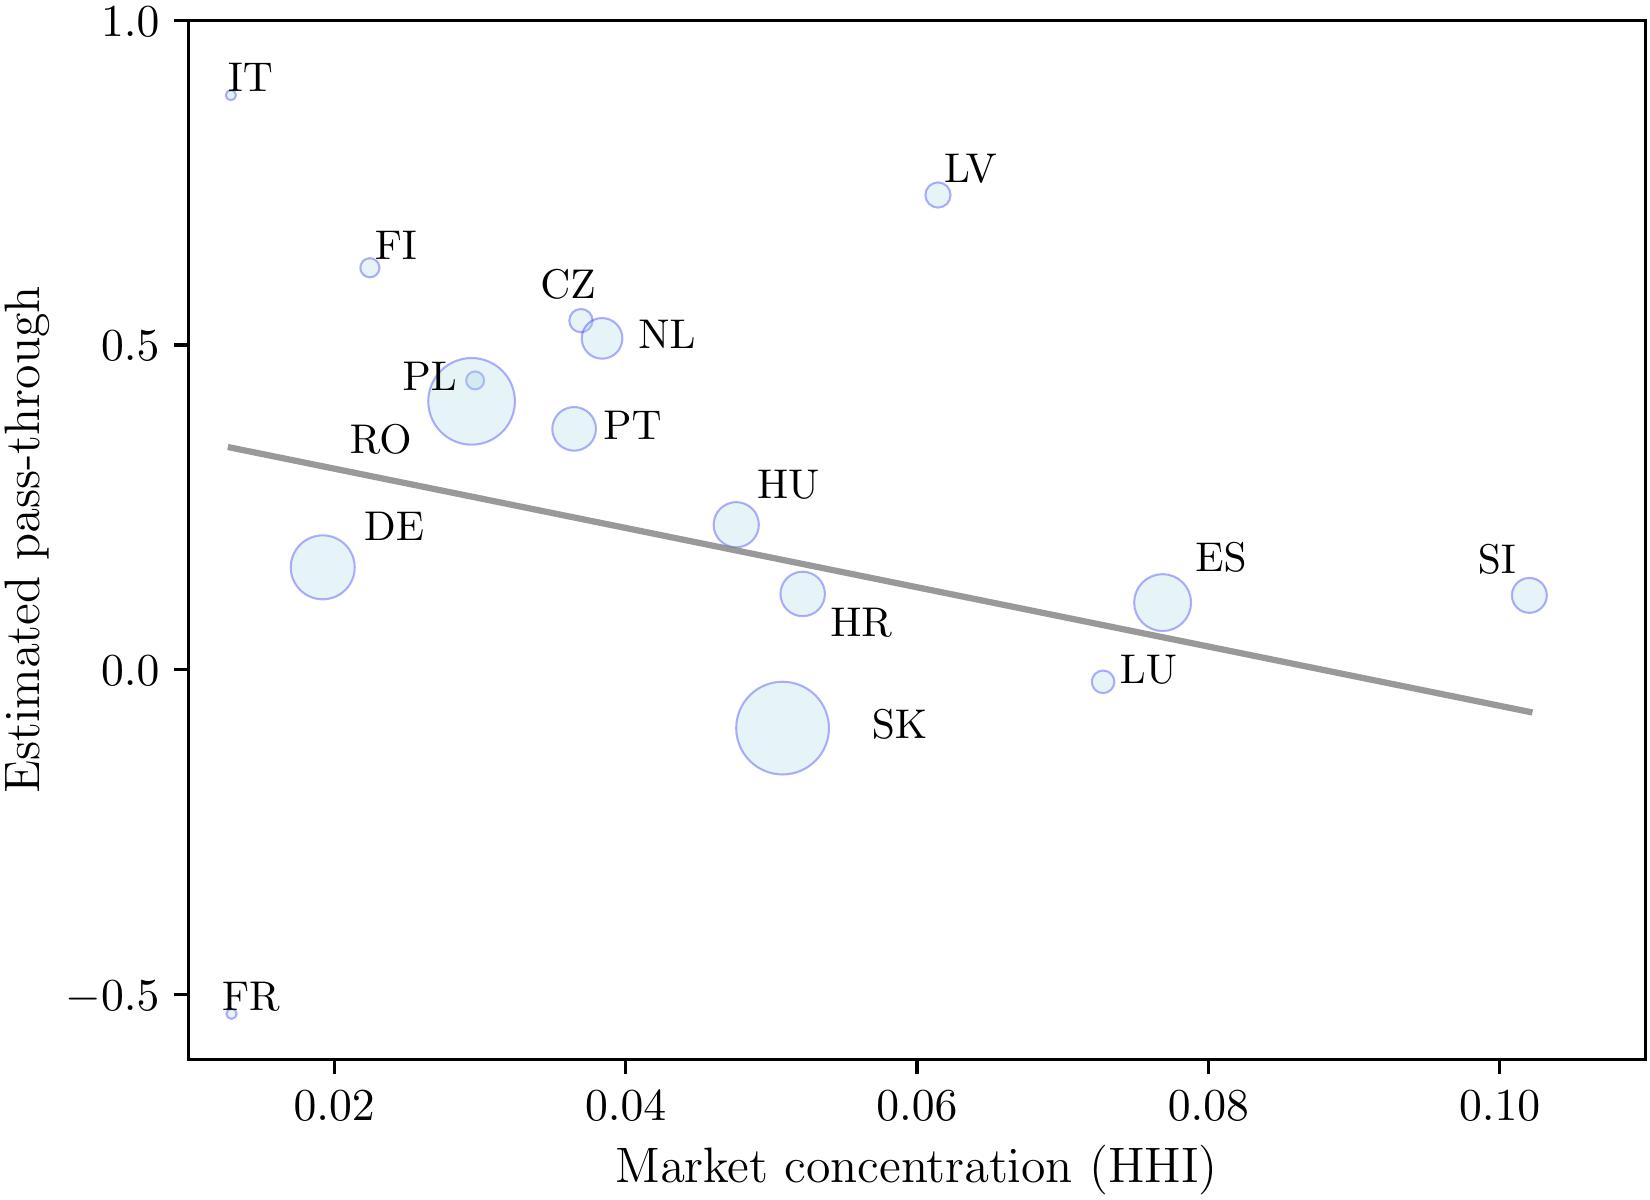 1.0
IT
LV
FI
CZ
NL
0.5
PL
PT
RO
HU
DE
ES
SI
HR
0.0
LU
SK
−0.5
FR
Estimated pass-through
0.02 0.04 0.06 0.08 0.10
Market concentration (HHI)